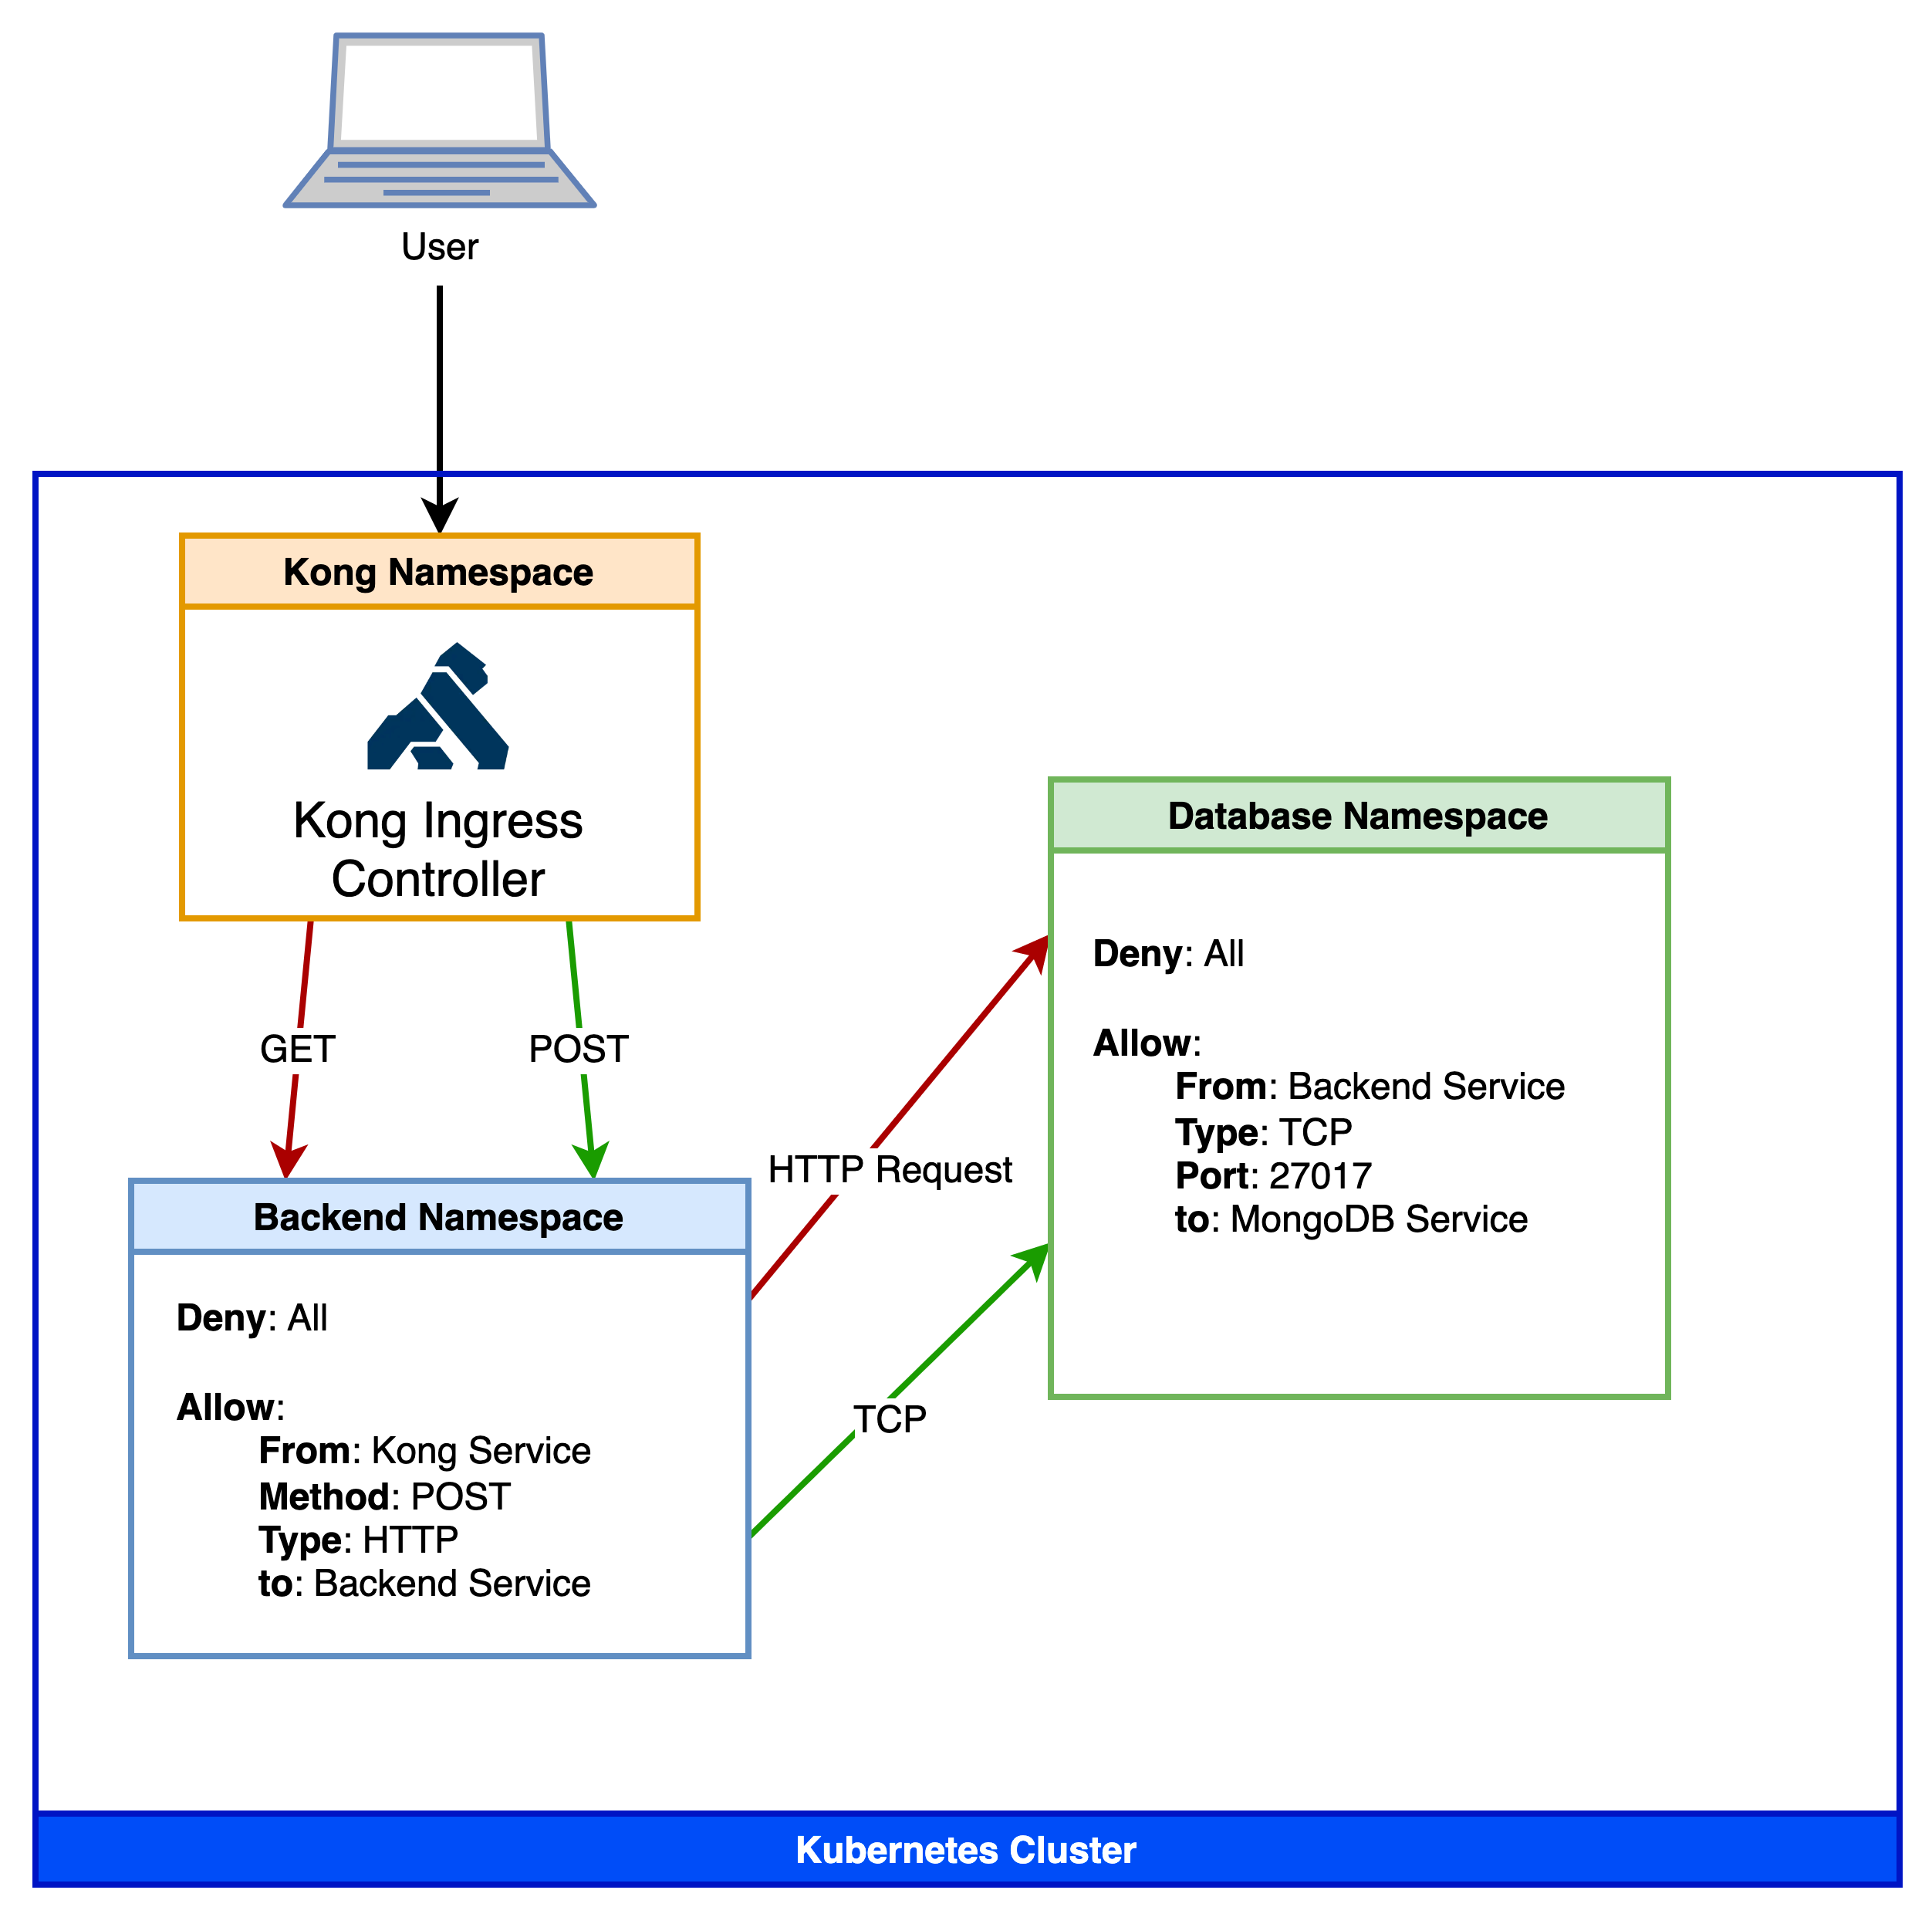 User
Kong Namespace
Kong Ingress
Controller
GET
POST
Backend Namespace
Deny: All
Allow:
From: Kong Service
Method: POST
Type: HTTP
to: Backend Service
HTTP Request
TCP
Database Namespace
Deny: All
Allow:
From: Backend Service
Type: TCP
Port: 27017
to: MongoDB Service
Kubernetes Cluster